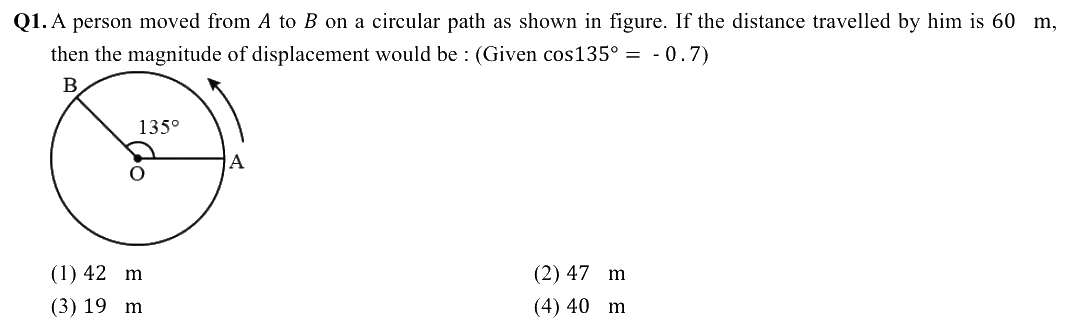 Q1. A person moved from A to B on a circular path as shown in figure. If the distance travelled by him is 60 m,
then the magnitude of displacement would be : (Given cos135° = - 0.7)
B
135°
A
O
(1) 42 m (2) 47 m
(3) 19 m (4) 40 m